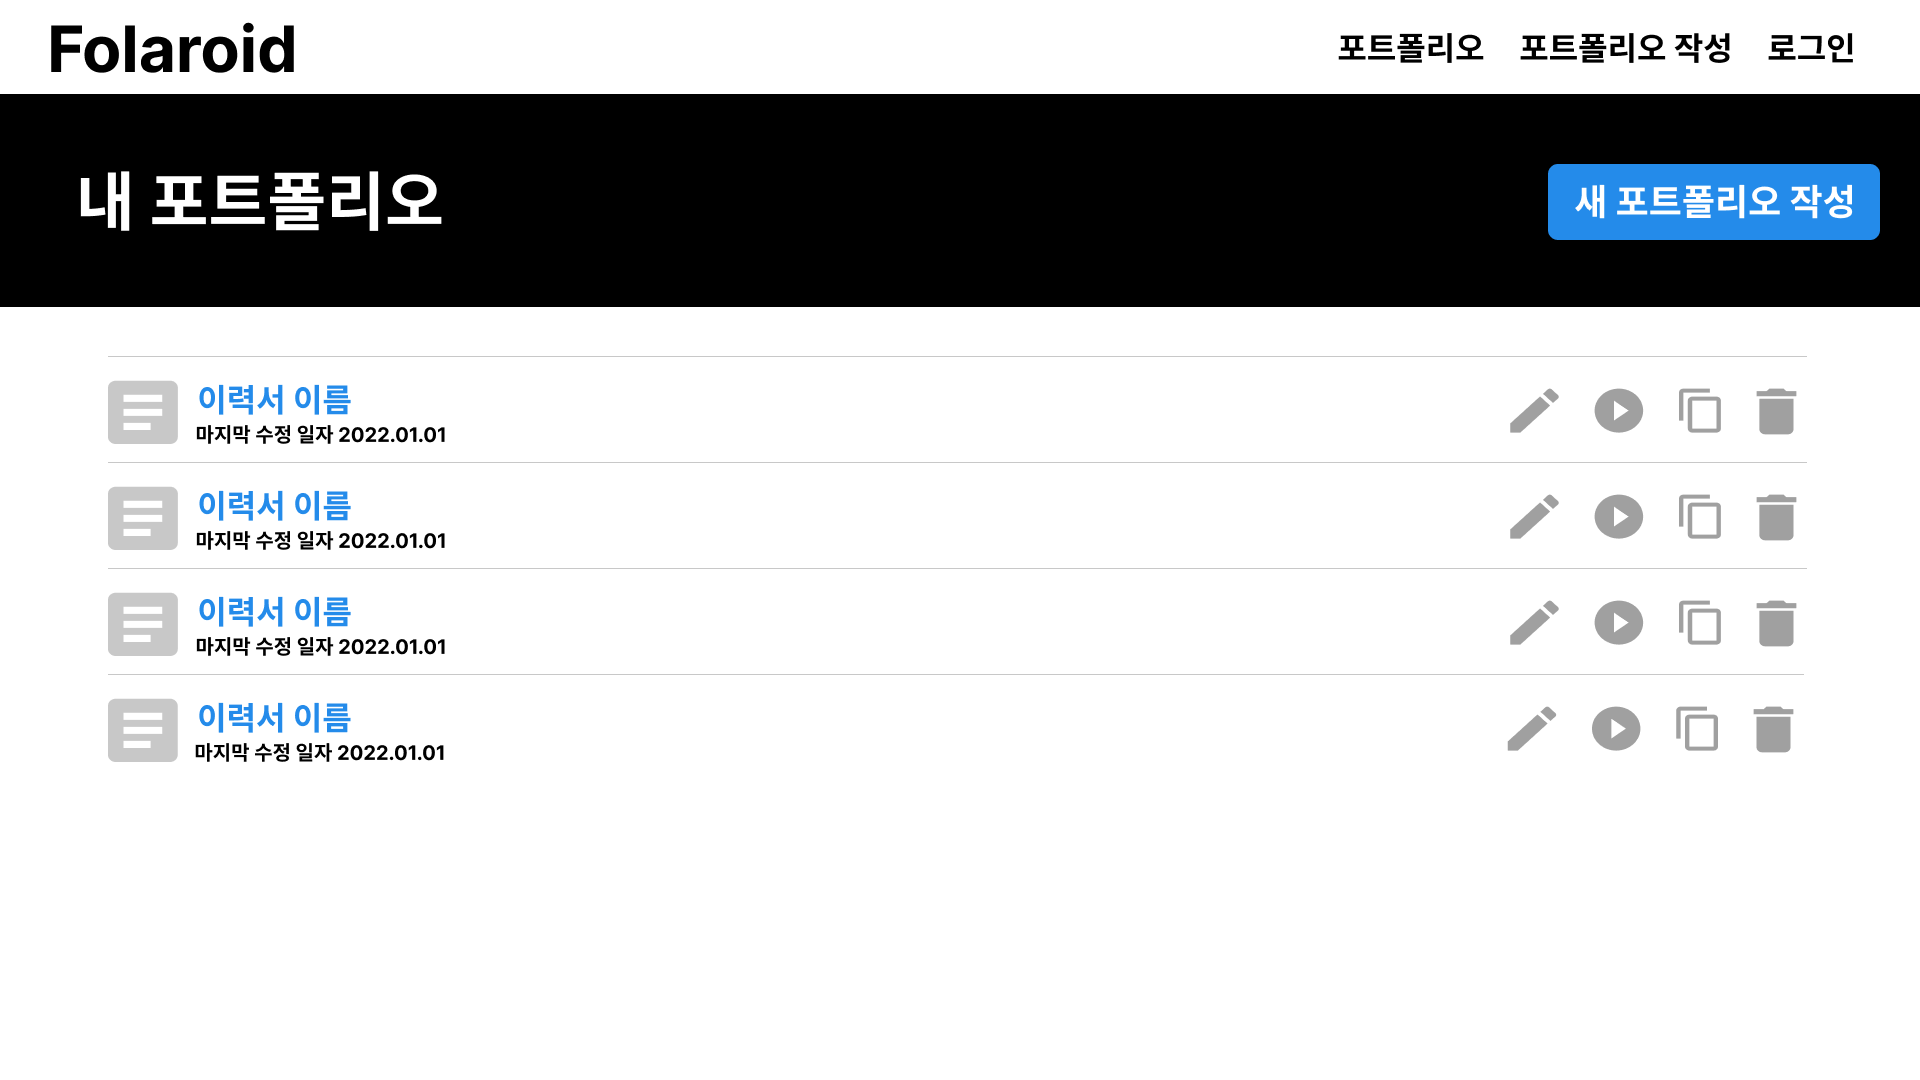 Folaroid
포트폴리오 포트폴리오 작성 로그인
내 포트폴리오
새 포트폴리오 작성
이력서 이름
마지막 수정 일자 2022.01.01
이력서 이름
마지막 수정 일자 2022.01.01
이력서 이름
마지막 수정 일자 2022.01.01
이력서 이름
마지막 수정 일자 2022.01.01